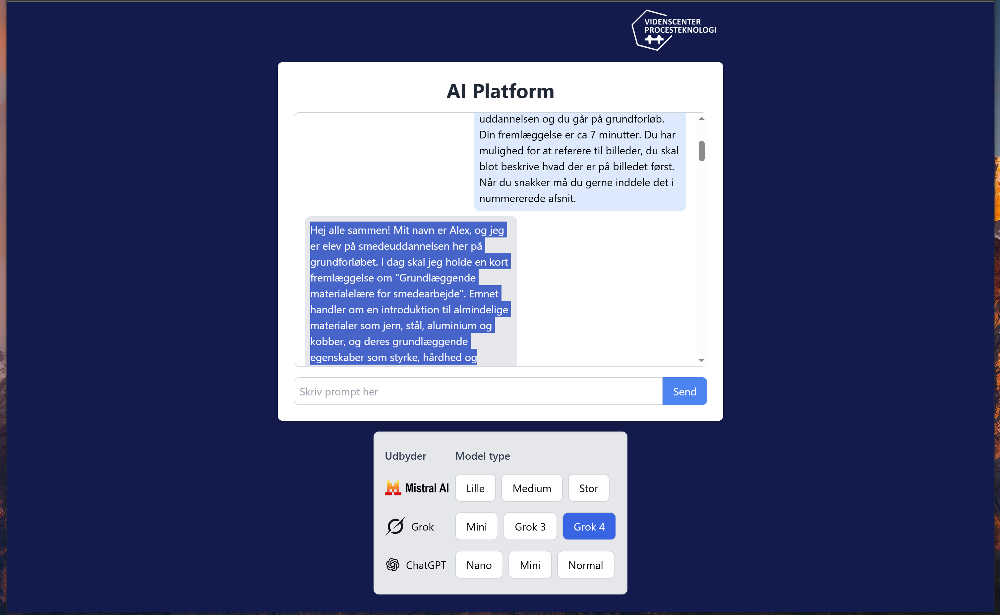 VIDENSCENTER
PROCESTEKNOLOGI
AI Platform
uddannelsen og du går på grundforløb.
Din fremlæggelse er ca 7 minutter. Du har
mulighed for at referere til billeder, du skal
blot beskrive hvad der er på billedet først.
Når du snakker må du gerne inddele det i
nummererede afsnit.
Hej alle sammen! Mit navn er Alex, og jeg
er elev på smedeuddannelsen her på
grundforløbet. I dag skal jeg holde en kort
fremlæggelse om "Grundlæggende
materialelære for smedearbejde". Emnet
handler om en introduktion til almindelige
materialer som jern, stål, aluminium og
kobber, og deres grundlæggende
egenskaber som styrke, hårdhed og
Skriv prompt her
Send
Udbyder Model type
Mistral AI Lille Medium Stor
Grok Mini Grok 3 Grok 4
ChatGPT Nano Mini Normal